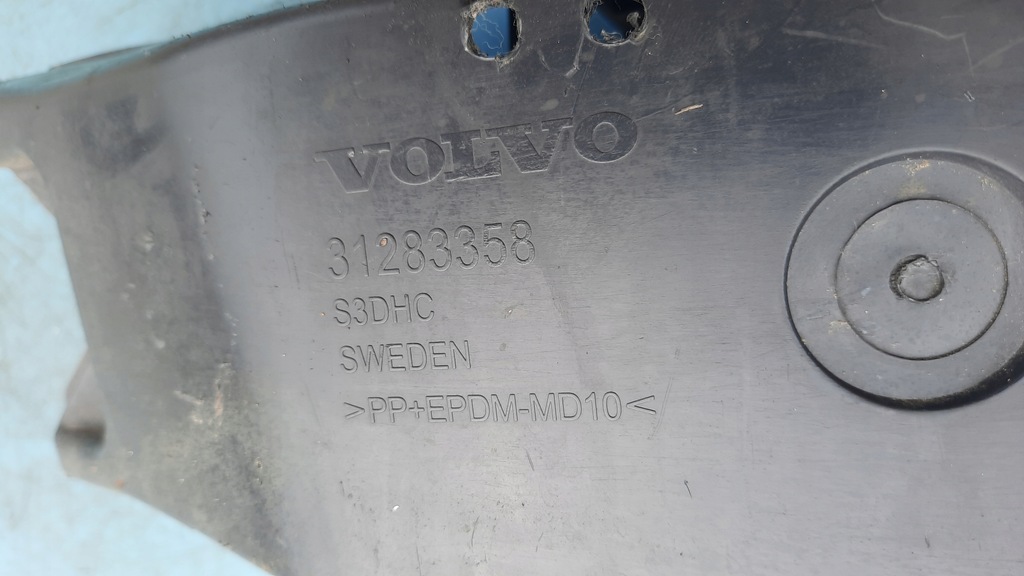 VOLVO
31283358
S3DHC
SWEDEN
>PP+EPDM-MD10<